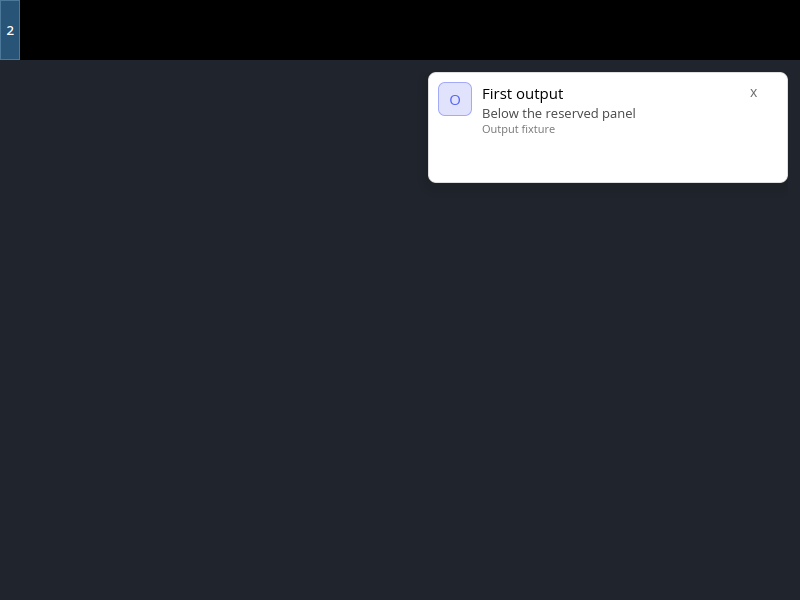 2
O
First output
x
Below the reserved panel
Output fixture